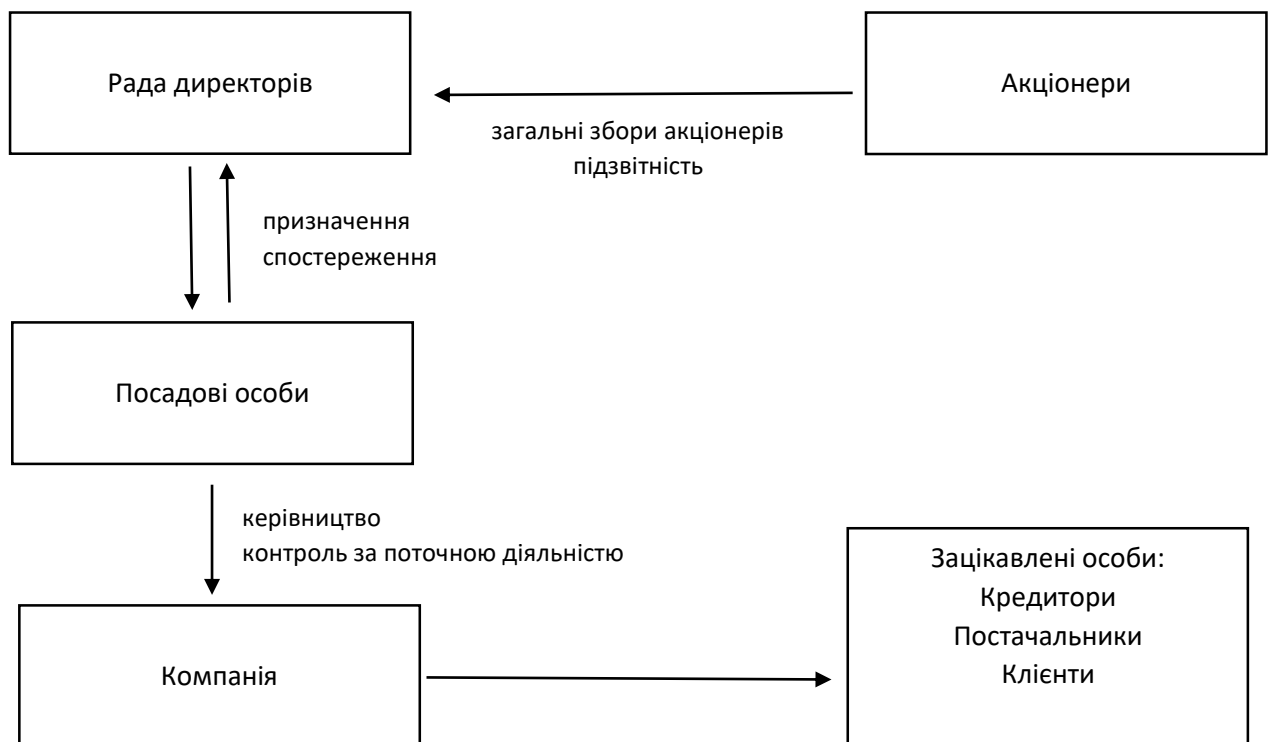 Рада директорів
Акціонери
загальні збори акціонерів
підзвітність
призначення
спостереження
Посадові особи
керівництво
контроль за поточною діяльністю
Компанія
Зацікавлені особи:
Кредитори
Постачальники
Клієнти